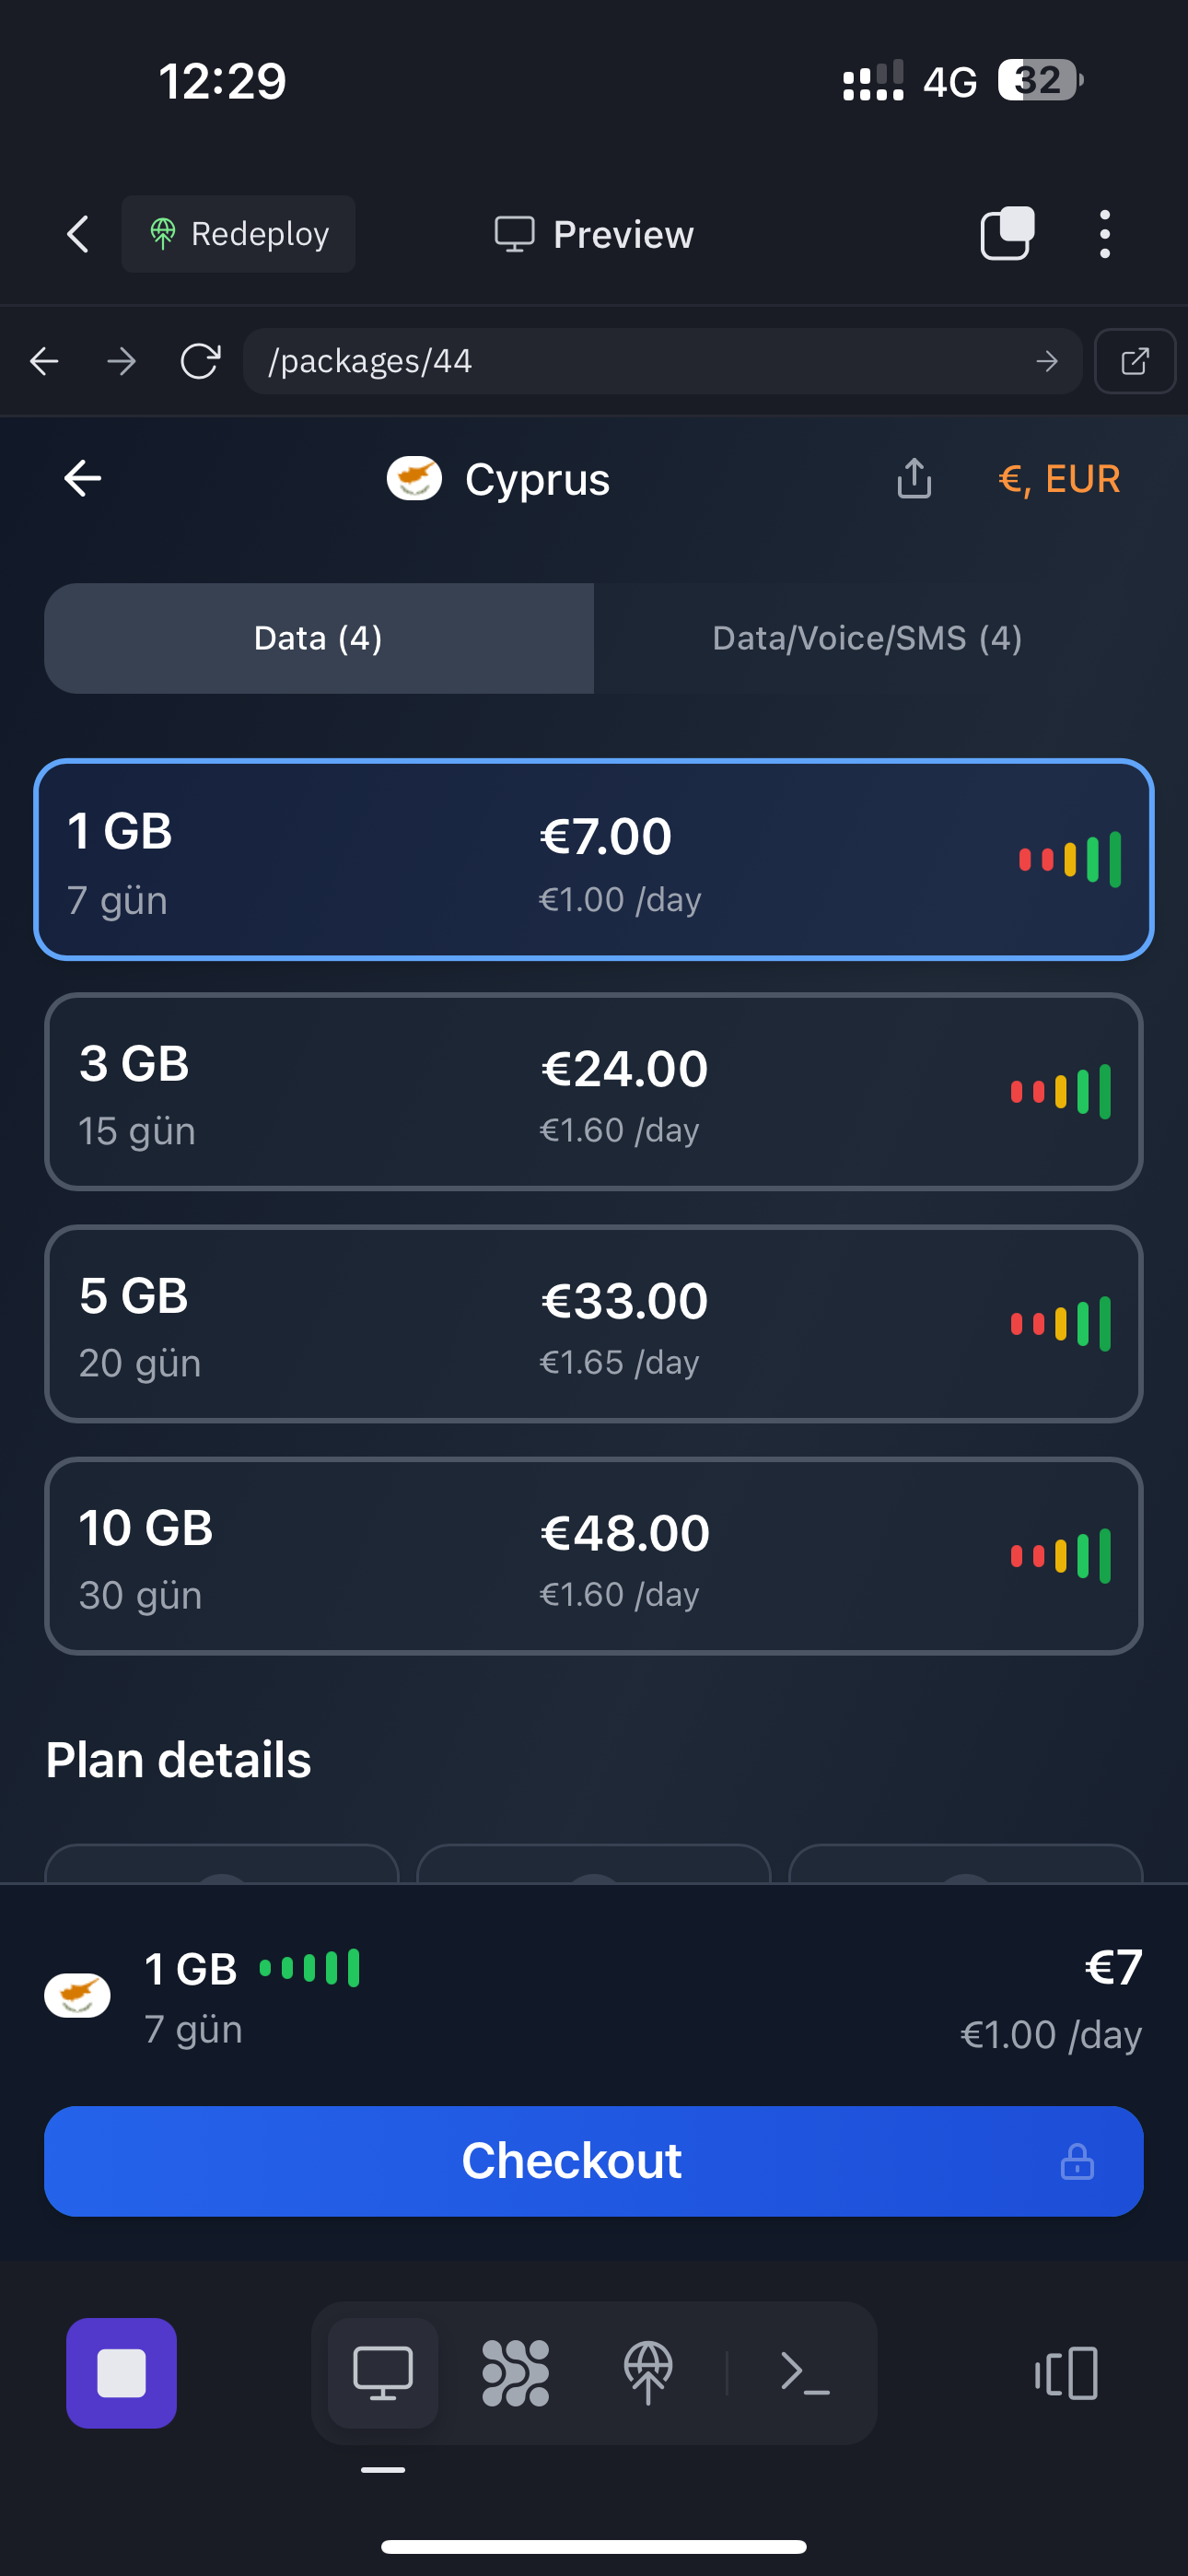 12:29
4G
32
Redeploy
Preview
/packages/44
Cyprus
€, EUR
Data (4)
Data/Voice/SMS (4)
1 GB
€7.00
7 gün
€1.00 /day
3 GB
€24.00
15 gün
€1.60 /day
5 GB
€33.00
20 gün
€1.65 /day
10 GB
€48.00
30 gün
€1.60 /day
Plan details
1 GB
€7
7 gün
€1.00 /day
Checkout